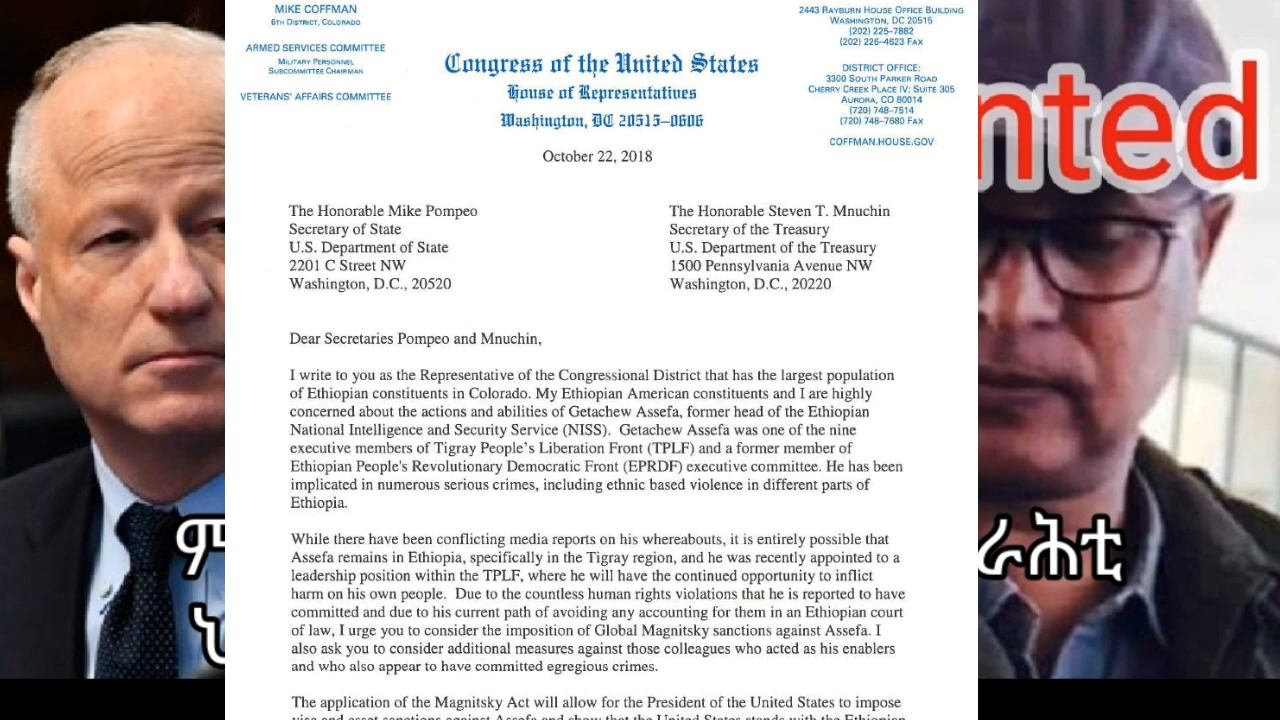 MIKE COFFMAN
6TH DISTRICT, COLORADO
ARMED SERVICES COMMITTEE
MILITARY PERSONNEL
SUBCOMMITTEE CHAIRMAN
VETERANS' AFFAIRS COMMITTEE
Congress of the United States
House of Representatives
Washington, DC 20515–0606
2443 RAYBURN HOUSE OFFICE BUILDING
WASHINGTON, DC 20515
(202) 225–7882
(202) 226–4623 FAX
DISTRICT OFFICE:
3300 SOUTH PARKER ROAD
CHERRY CREEK PLACE IV; SUITE 305
AURORA, CO 80014
(720) 748–7514
(720) 748–7680 FAX
COFFMAN.HOUSE.GOV
October 22, 2018
The Honorable Mike Pompeo
Secretary of State
U.S. Department of State
2201 C Street NW
Washington, D.C., 20520
The Honorable Steven T. Mnuchin
Secretary of the Treasury
U.S. Department of the Treasury
1500 Pennsylvania Avenue NW
Washington, D.C., 20220
Dear Secretaries Pompeo and Mnuchin,
I write to you as the Representative of the Congressional District that has the largest population
of Ethiopian constituents in Colorado. My Ethiopian American constituents and I are highly
concerned about the actions and abilities of Getachew Assefa, former head of the Ethiopian
National Intelligence and Security Service (NISS). Getachew Assefa was one of the nine
executive members of Tigray People's Liberation Front (TPLF) and a former member of
Ethiopian People's Revolutionary Democratic Front (EPRDF) executive committee. He has been
implicated in numerous serious crimes, including ethnic based violence in different parts of
Ethiopia.
While there have been conflicting media reports on his whereabouts, it is entirely possible that
Assefa remains in Ethiopia, specifically in the Tigray region, and he was recently appointed to a
leadership position within the TPLF, where he will have the continued opportunity to inflict
harm on his own people. Due to the countless human rights violations that he is reported to have
committed and due to his current path of avoiding any accounting for them in an Ethiopian court
of law, I urge you to consider the imposition of Global Magnitsky sanctions against Assefa. I
also ask you to consider additional measures against those colleagues who acted as his enablers
and who also appear to have committed egregious crimes.
The application of the Magnitsky Act will allow for the President of the United States to impose
visa and asset sanctions against Assefa and show that the United States stands with the Ethiopian
nted
ራሕቲ